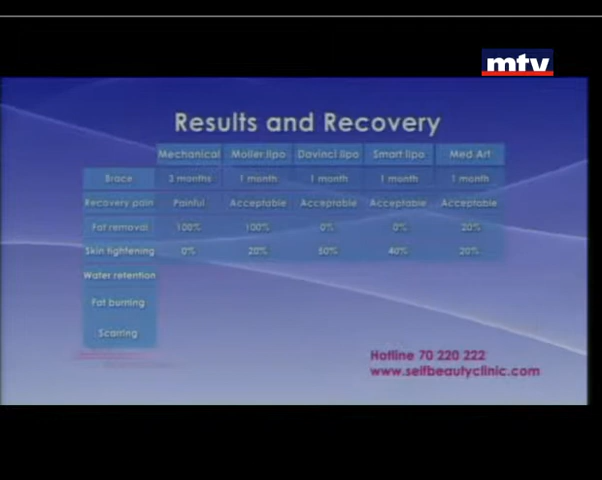 mtv
Results and Recovery
Mechanical Moller lipo Davinci lipo Smart lipo Med Art
Brace 3 months 1 month 1 month 1 month 1 month
Recovery pain Painful Acceptable Acceptable Acceptable Acceptable
Fat removal 100% 100% 0% 0% 20%
Skin tightening 0% 20% 50% 40% 20%
Water retention
Fat burning
Scarring
Hotline 70 220 222
www.selfbeautyclinic.com